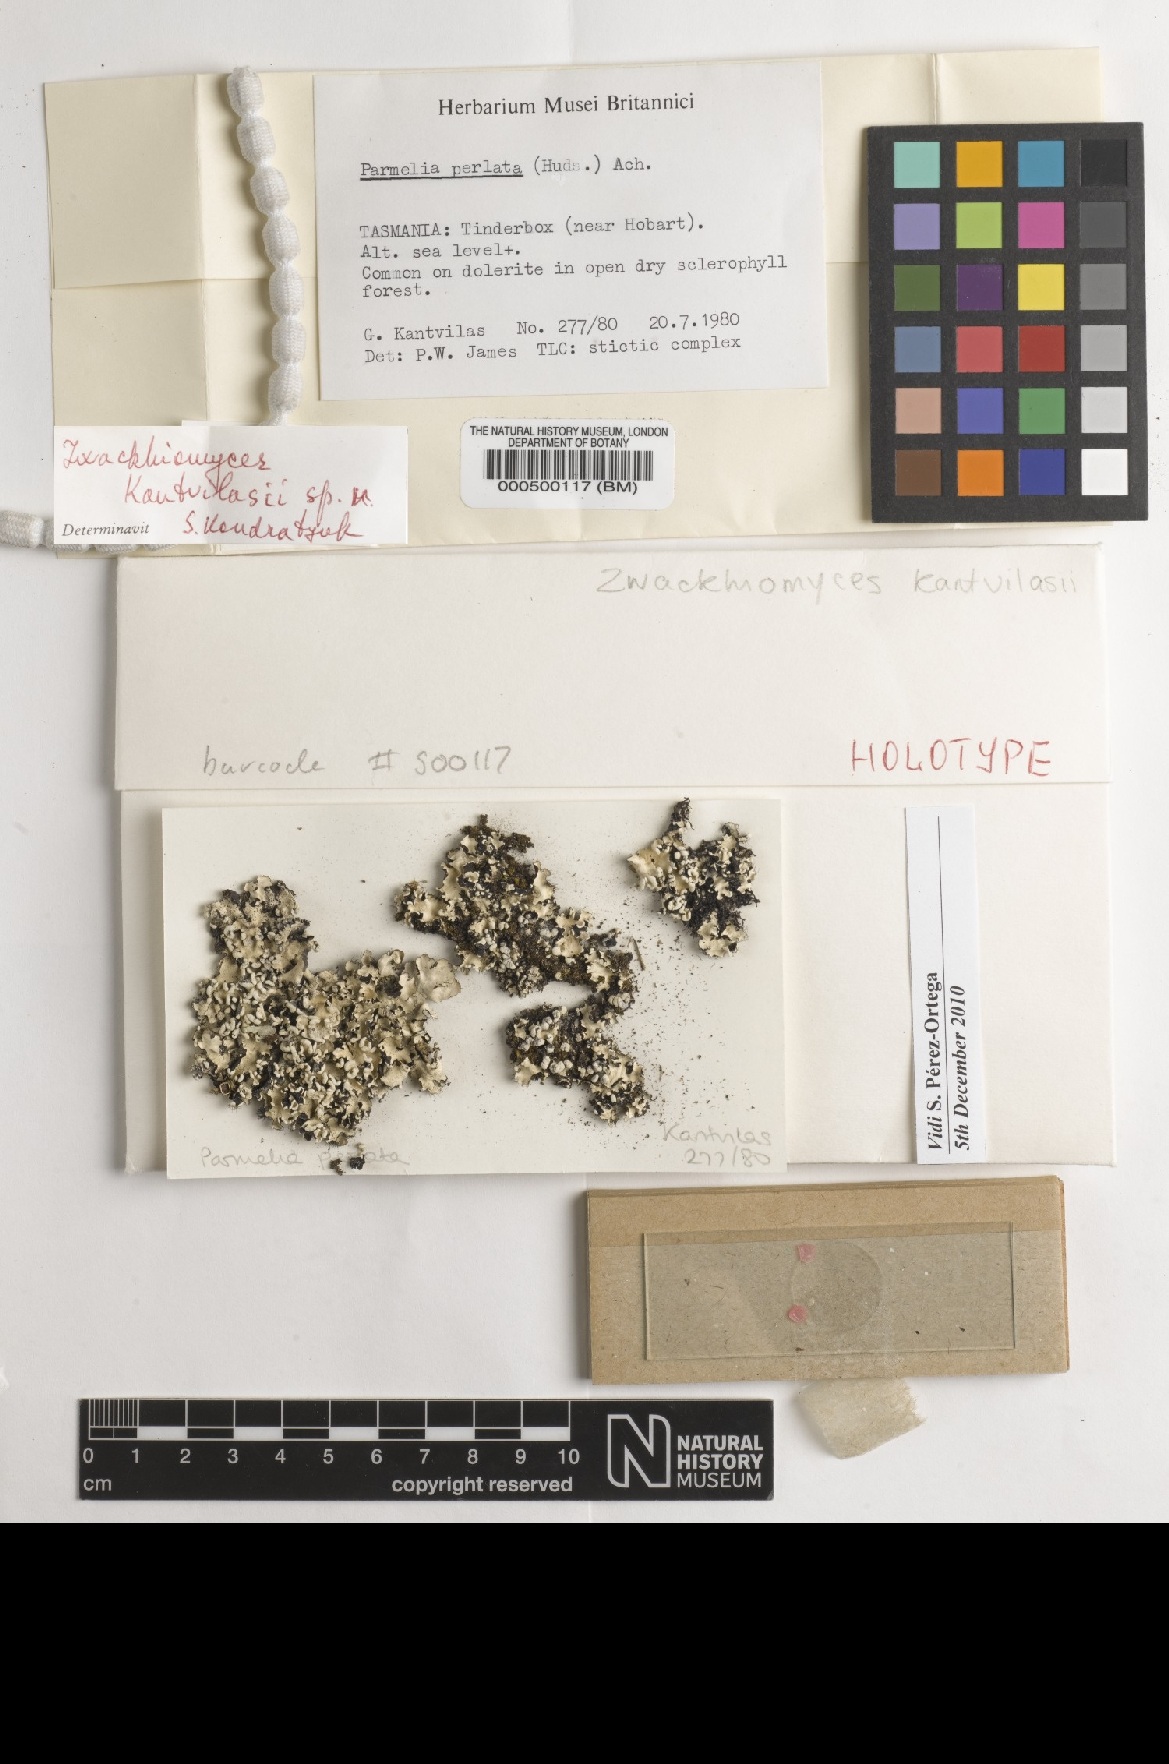 Herbarium Musei Britannici
Parmelia perlata (Huds.) Ach.
TASMANIA: Tinderbox (near Hobart).
Alt. sea level+.
Common on dolerite in open dry sclerophyll
forest.
G. Kantvilas No. 277/80 20.7.1980
Det: P.W. James TLC: stictic complex
THE NATURAL HISTORY MUSEUM, LONDON
DEPARTMENT OF BOTANY
000500117 (BM)
Zwackhiomyces
Kantvilasii sp. n.
Determinavit S. Kondratyuk
Zwackhiomyces kantvilasii
barcode # 500117
HOLOTYPE
Vidi S. Pérez-Ortega
5th December 2010
Kantvilas
277/80
Parmelia perlata
0 1 2 3 4 5 6 7 8 9 10
cm
copyright reserved
NATURAL
HISTORY
MUSEUM